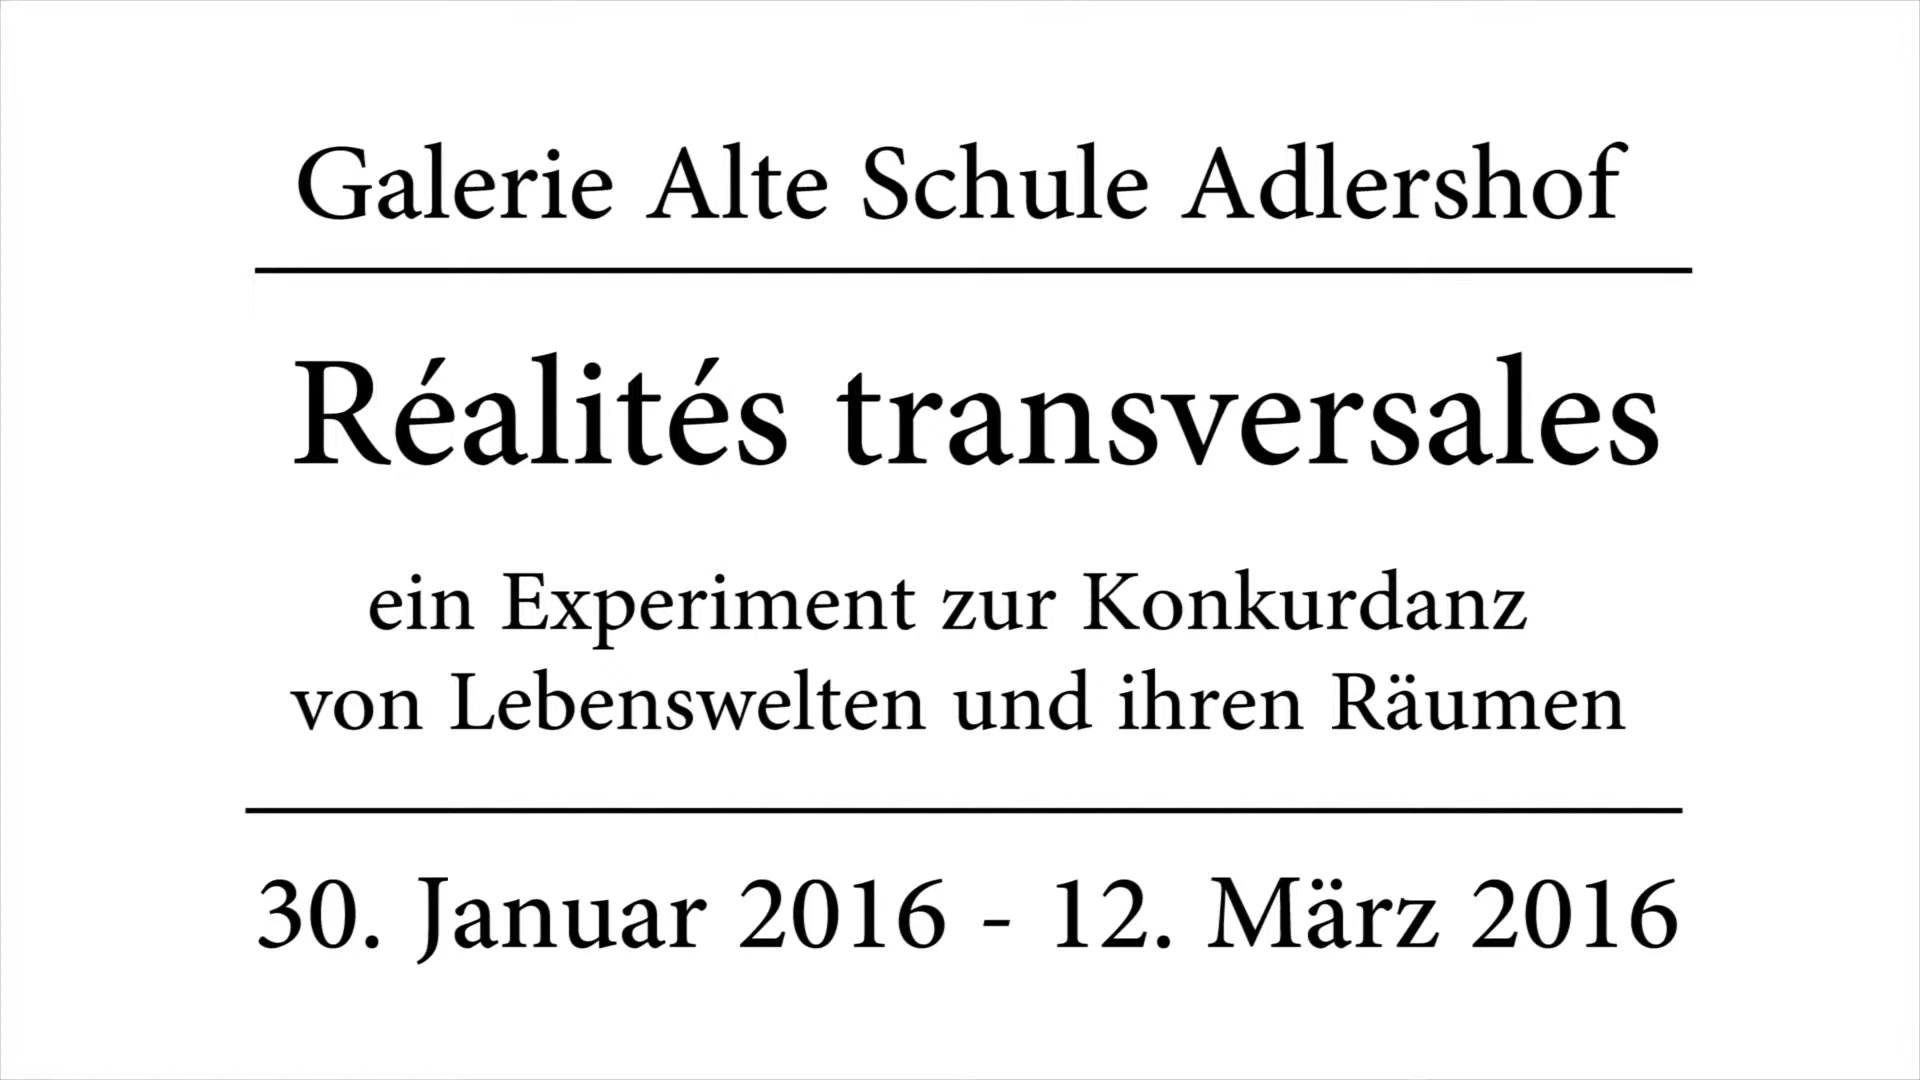 Galerie Alte Schule Adlershof
Réalités transversales
ein Experiment zur Konkurdanz
von Lebenswelten und ihren Räumen
30. Januar 2016 - 12. März 2016